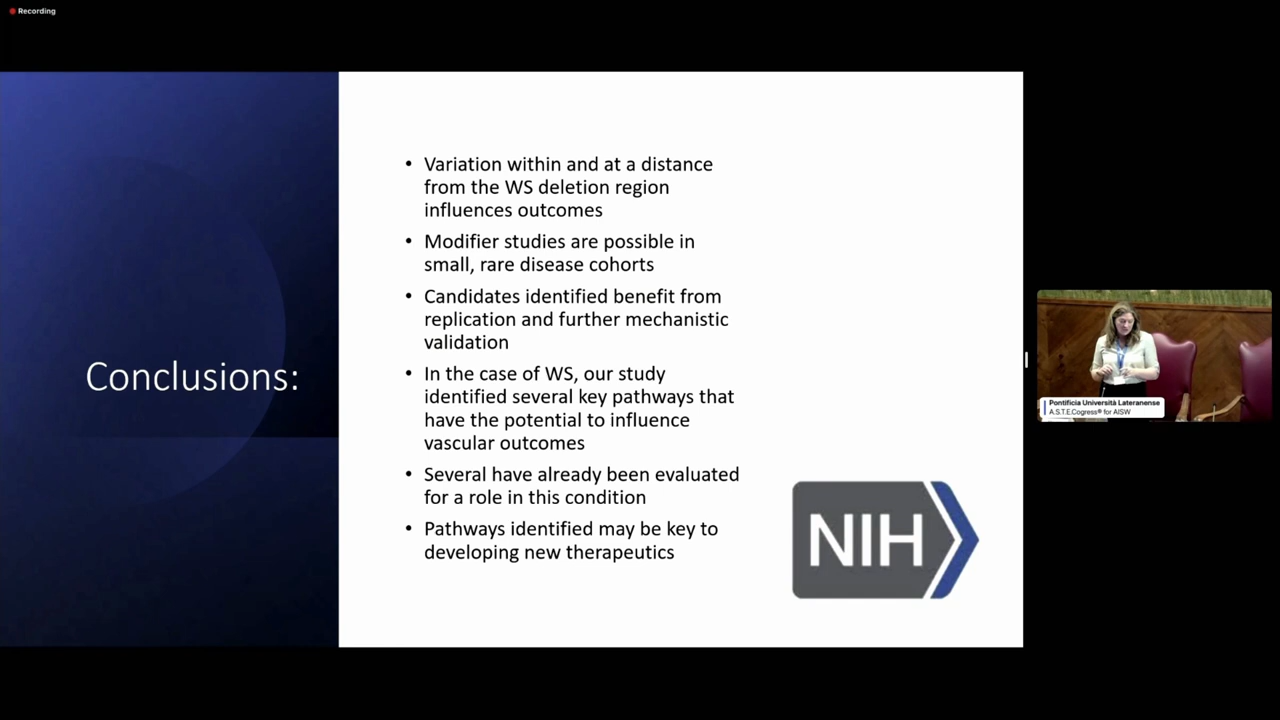 Recording
Conclusions:
• Variation within and at a distance
from the WS deletion region
influences outcomes
• Modifier studies are possible in
small, rare disease cohorts
• Candidates identified benefit from
replication and further mechanistic
validation
• In the case of WS, our study
identified several key pathways that
have the potential to influence
vascular outcomes
• Several have already been evaluated
for a role in this condition
• Pathways identified may be key to
developing new therapeutics
NIH
Pontificia Università Lateranense
A.S.T.E.Cogress® for AISW